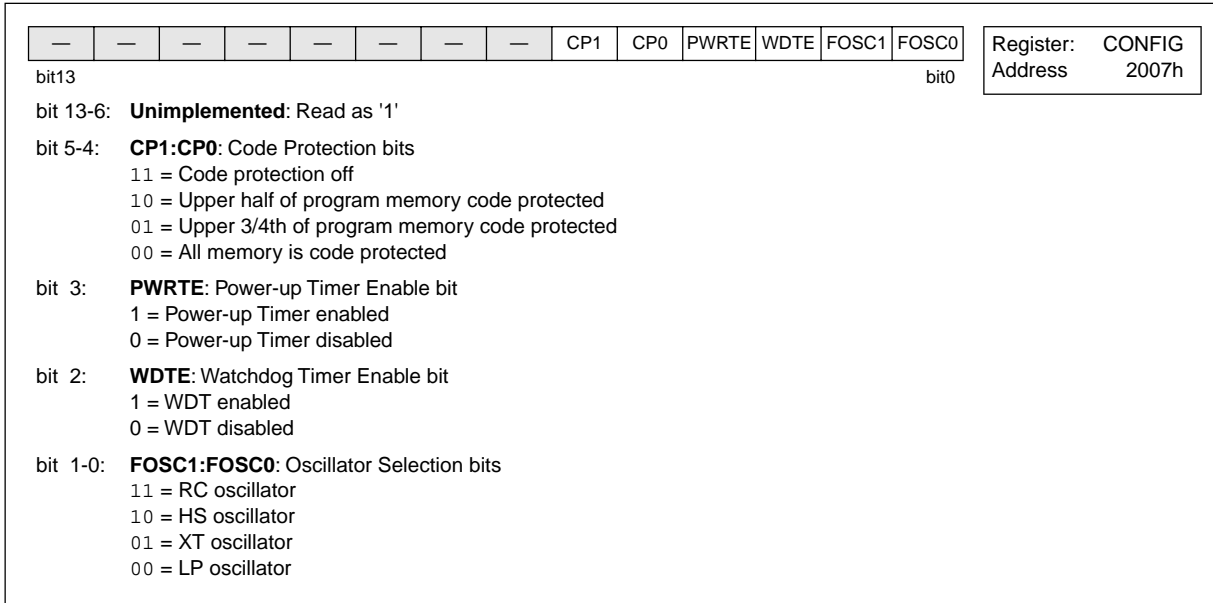 — — — — — — — — CP1 CP0 PWRTE WDTE FOSC1 FOSC0
Register: CONFIG
Address 2007h
bit13 bit0
bit 13-6: Unimplemented: Read as '1'
bit 5-4: CP1:CP0: Code Protection bits
11 = Code protection off
10 = Upper half of program memory code protected
01 = Upper 3/4th of program memory code protected
00 = All memory is code protected
bit 3: PWRTE: Power-up Timer Enable bit
1 = Power-up Timer enabled
0 = Power-up Timer disabled
bit 2: WDTE: Watchdog Timer Enable bit
1 = WDT enabled
0 = WDT disabled
bit 1-0: FOSC1:FOSC0: Oscillator Selection bits
11 = RC oscillator
10 = HS oscillator
01 = XT oscillator
00 = LP oscillator